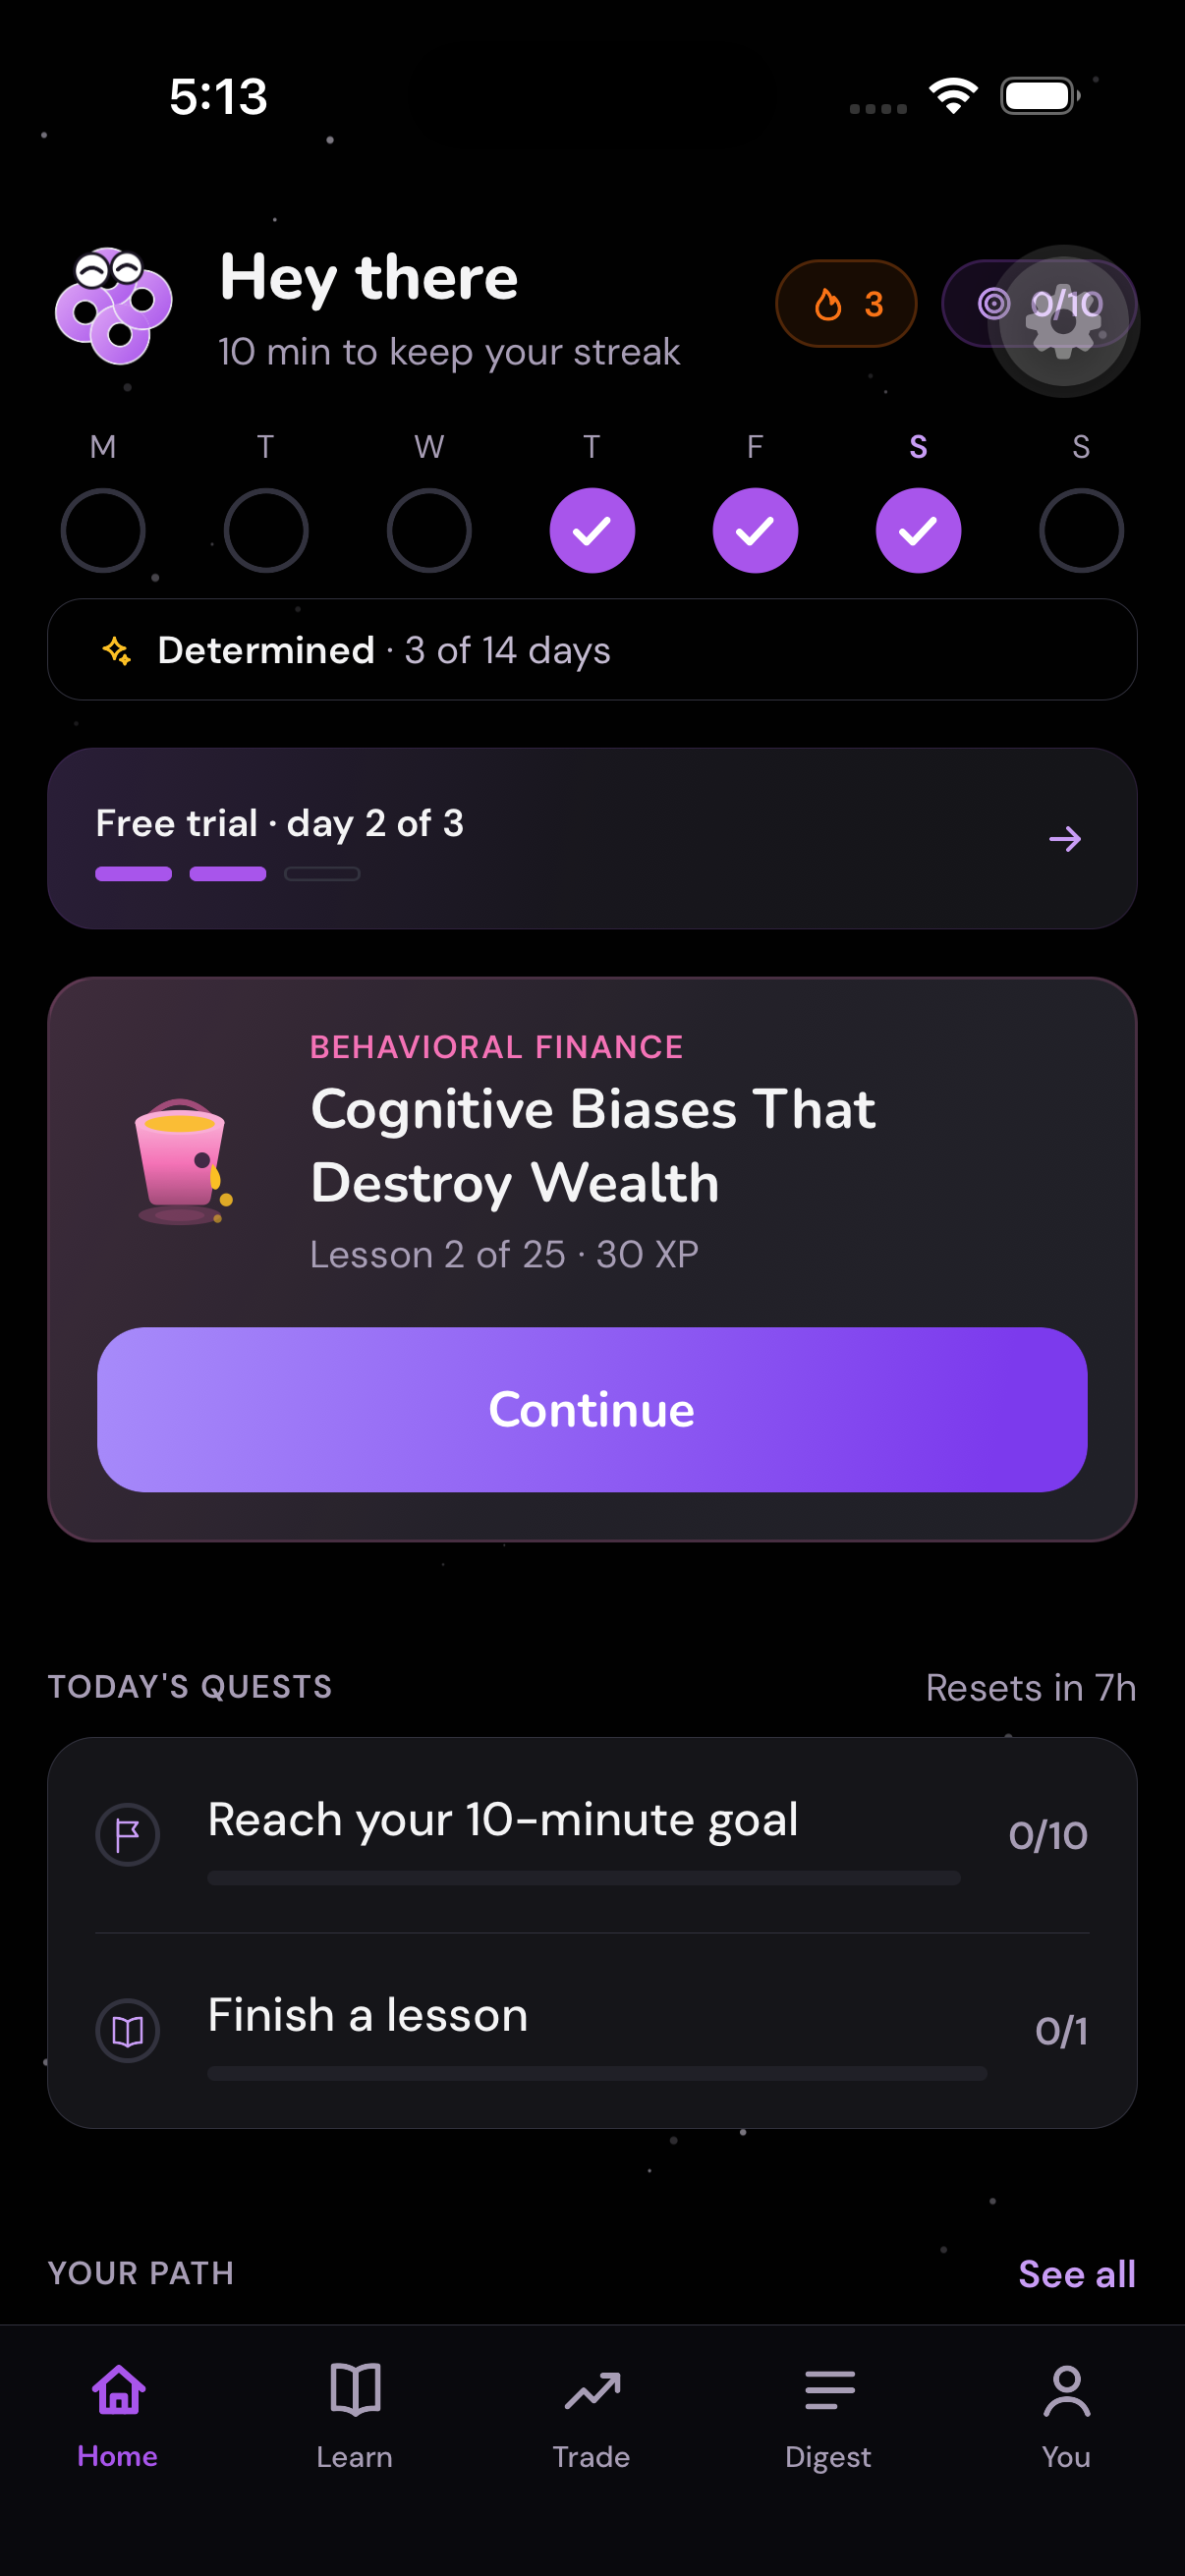 5:13
Hey there
10 min to keep your streak
3
0/10
M T W T F S S
Determined · 3 of 14 days
Free trial · day 2 of 3
BEHAVIORAL FINANCE
Cognitive Biases That
Destroy Wealth
Lesson 2 of 25 · 30 XP
Continue
TODAY'S QUESTS
Resets in 7h
Reach your 10-minute goal
0/10
Finish a lesson
0/1
YOUR PATH
See all
Home
Learn
Trade
Digest
You